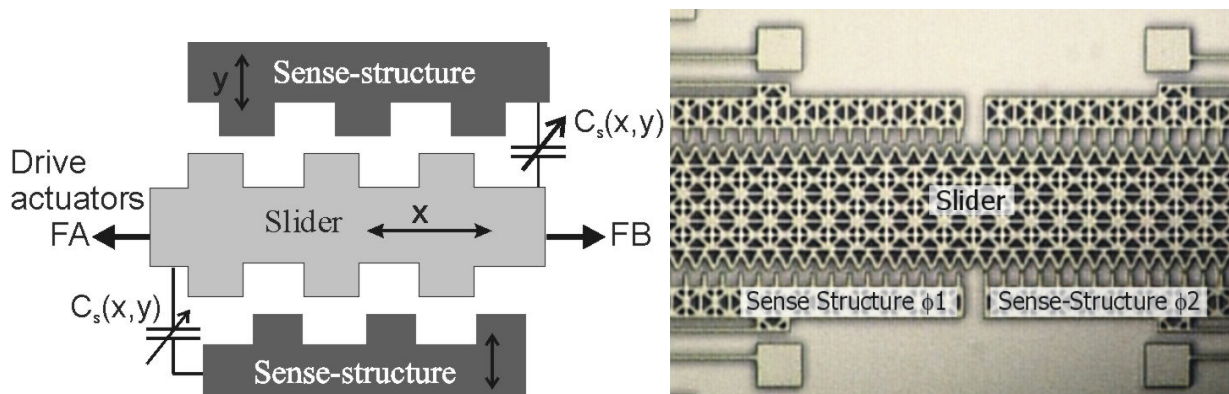 Sense-structure
y
C_s(x,y)
Drive
actuators
FA
Slider
x
FB
C_s(x,y)
Sense-structure
Slider
Sense Structure ϕ1
Sense-Structure ϕ2